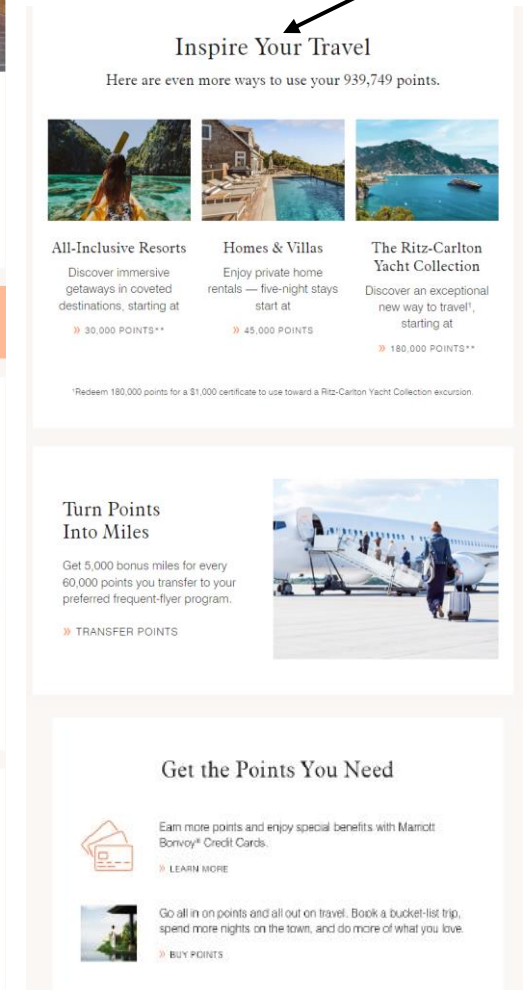 Inspire Your Travel
Here are even more ways to use your 939,749 points.
All-Inclusive Resorts
Discover immersive
getaways in coveted
destinations, starting at
» 30,000 POINTS**
Homes & Villas
Enjoy private home
rentals — five-night stays
start at
» 45,000 POINTS
The Ritz-Carlton
Yacht Collection
Discover an exceptional
new way to travel¹,
starting at
» 180,000 POINTS**
¹Redeem 180,000 points for a $1,000 certificate to use toward a Ritz-Carlton Yacht Collection excursion.
Turn Points
Into Miles
Get 5,000 bonus miles for every
60,000 points you transfer to your
preferred frequent-flyer program.
» TRANSFER POINTS
Get the Points You Need
Earn more points and enjoy special benefits with Marriott
Bonvoy® Credit Cards.
» LEARN MORE
Go all in on points and all out on travel. Book a bucket-list trip,
spend more nights on the town, and do more of what you love.
» BUY POINTS